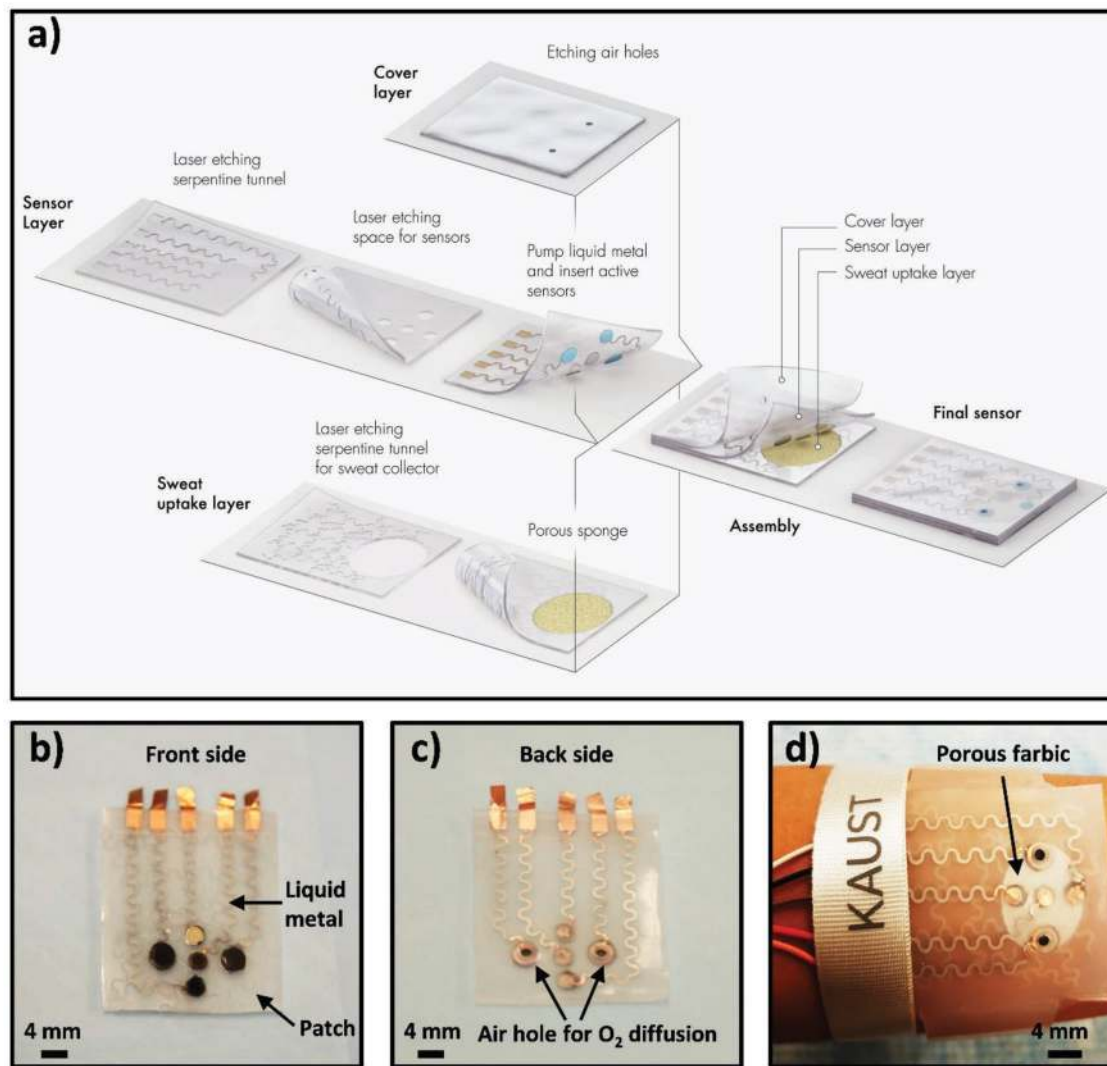 a)
Etching air holes
Cover
layer
Laser etching
serpentine tunnel
Sensor
Layer
Laser etching
space for sensors
Pump liquid metal
and insert active
sensors
Cover layer
Sensor Layer
Sweat uptake layer
Final sensor
Laser etching
serpentine tunnel
for sweat collector
Sweat
uptake layer
Porous sponge
Assembly
b)
Front side
Liquid
metal
Patch
4 mm
c)
Back side
Air hole for O₂ diffusion
4 mm
d)
Porous farbic
KAUST
4 mm